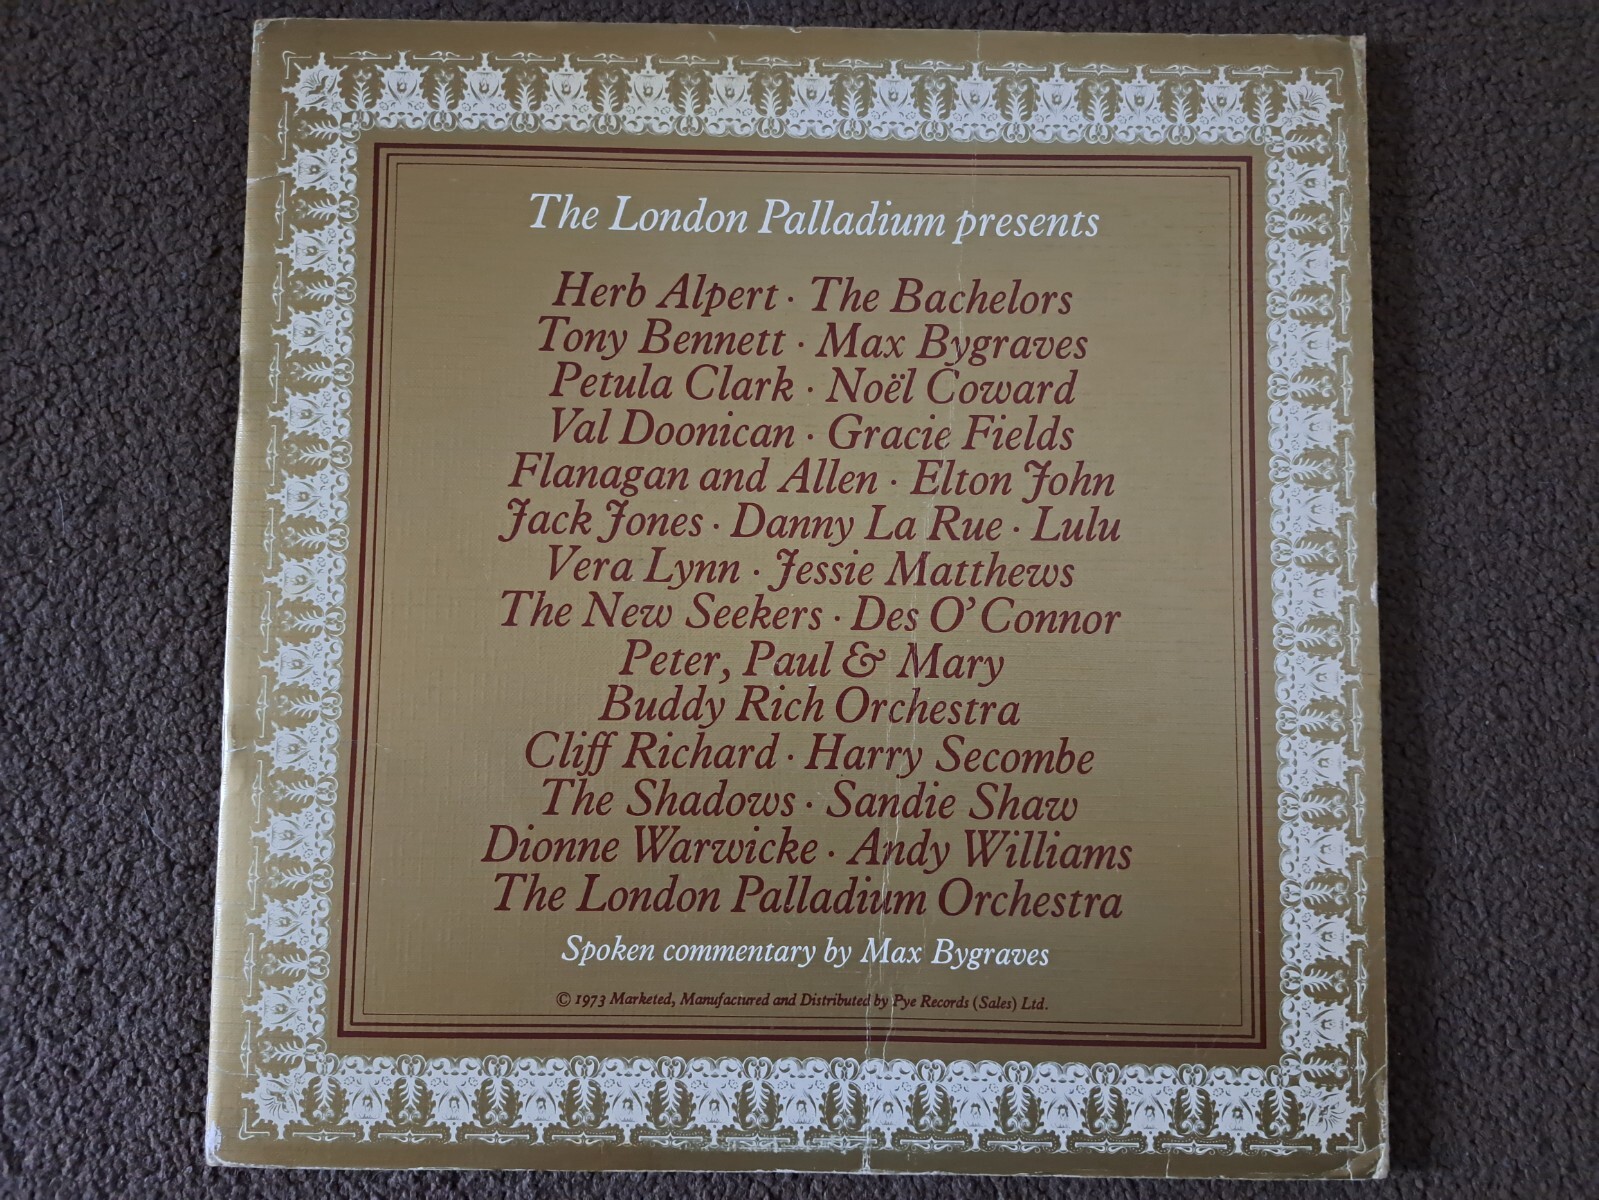 The London Palladium presents
Herb Alpert · The Bachelors
Tony Bennett · Max Bygraves
Petula Clark · Noël Coward
Val Doonican · Gracie Fields
Flanagan and Allen · Elton John
Jack Jones · Danny La Rue · Lulu
Vera Lynn · Jessie Matthews
The New Seekers · Des O'Connor
Peter, Paul & Mary
Buddy Rich Orchestra
Cliff Richard · Harry Secombe
The Shadows · Sandie Shaw
Dionne Warwicke · Andy Williams
The London Palladium Orchestra
Spoken commentary by Max Bygraves
© 1973 Marketed, Manufactured and Distributed by Pye Records (Sales) Ltd.